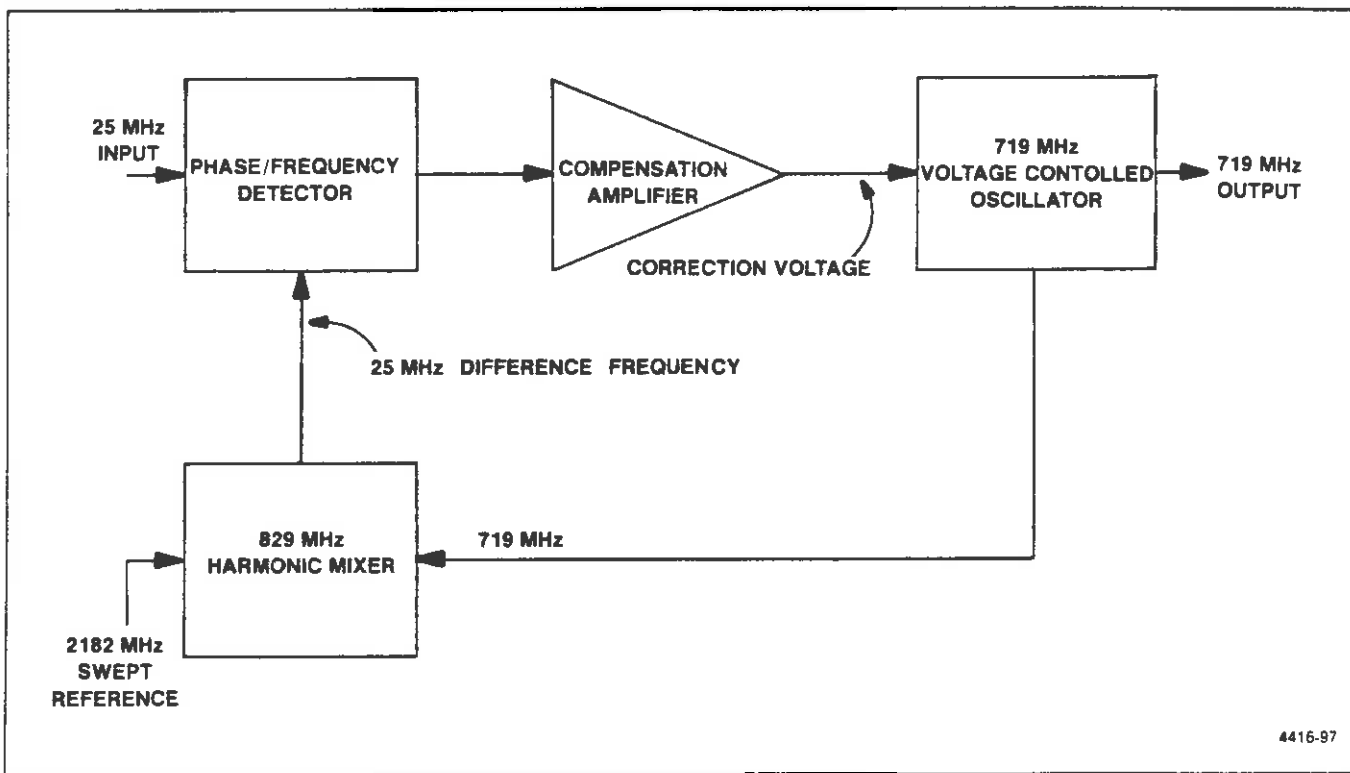 25 MHz
INPUT
PHASE/FREQUENCY
DETECTOR
COMPENSATION
AMPLIFIER
719 MHz
VOLTAGE CONTOLLED
OSCILLATOR
719 MHz
OUTPUT
CORRECTION VOLTAGE
25 MHz DIFFERENCE FREQUENCY
829 MHz
HARMONIC MIXER
719 MHz
2182 MHz
SWEPT
REFERENCE
4416-97